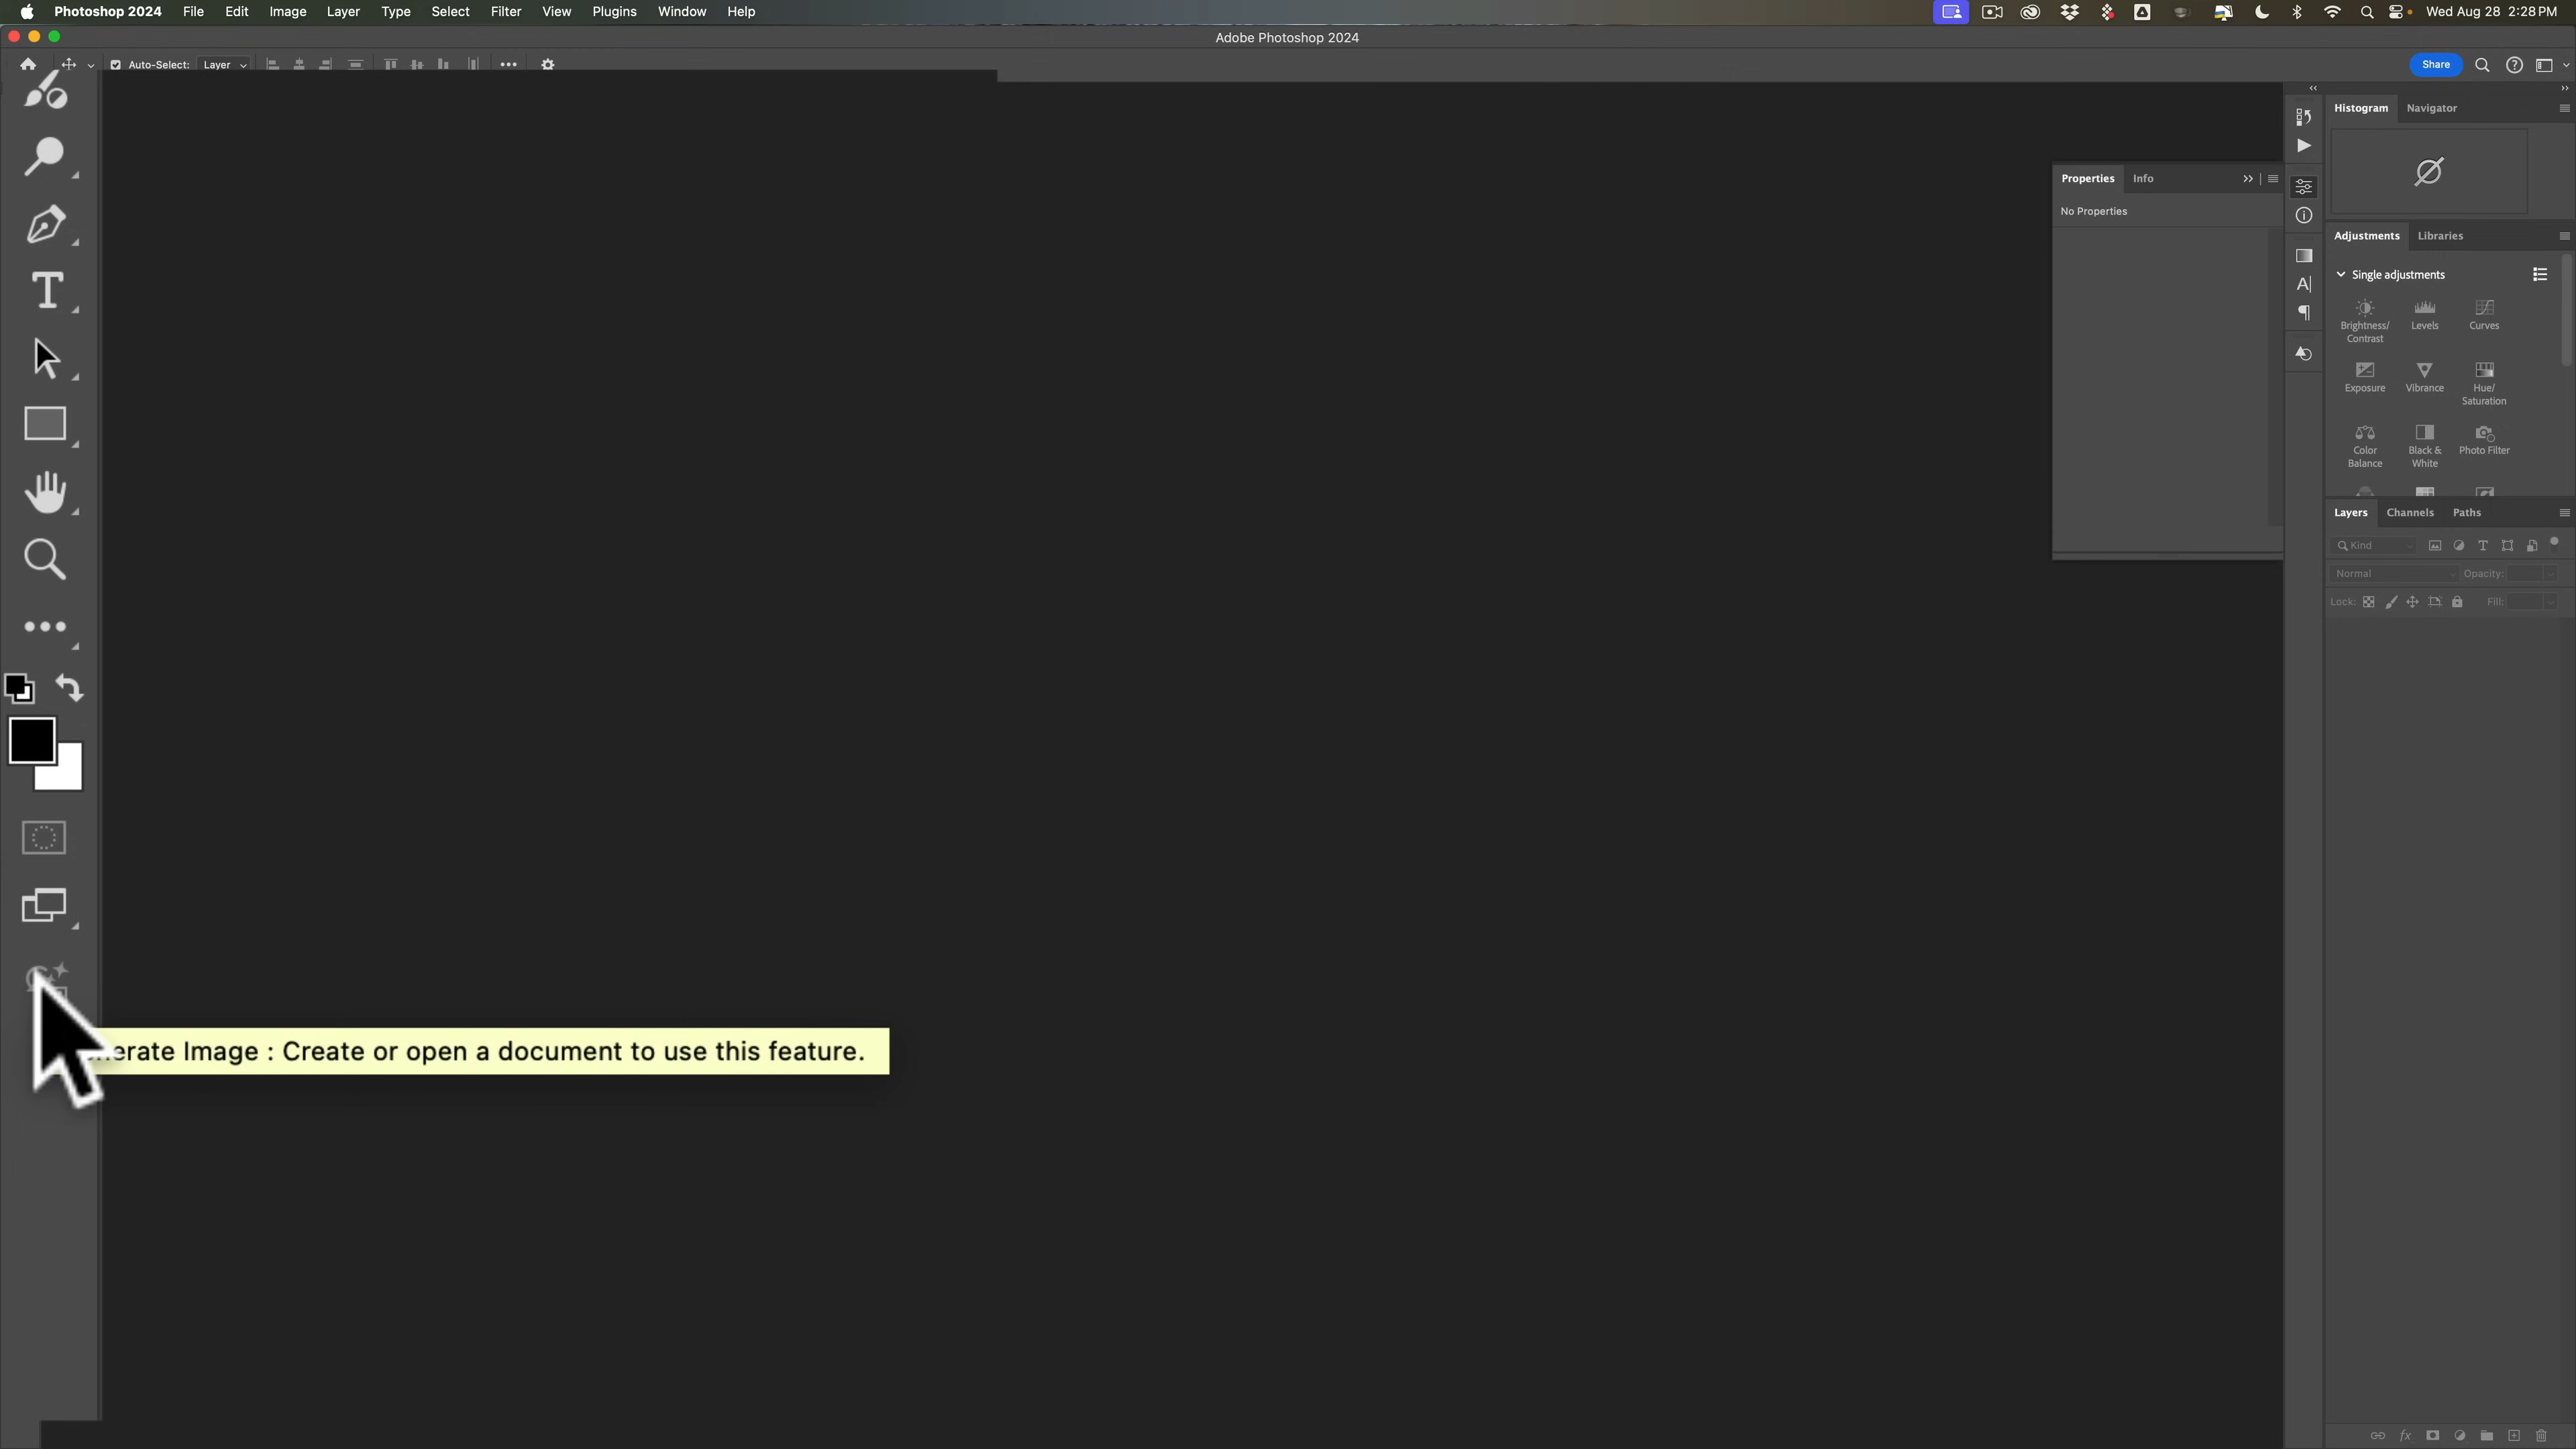 Photoshop 2024 File Edit Image Layer Type Select Filter View Plugins Window Help Wed Aug 28 2:28 PM
Adobe Photoshop 2024
Auto-Select: Layer Share
Histogram Navigator
Properties Info
No Properties
Adjustments Libraries
Single adjustments
Brightness/
Contrast
Levels
Curves
Exposure
Vibrance
Hue/
Saturation
Color
Balance
Black &
White
Photo Filter
Layers Channels Paths
Kind
Normal Opacity:
Lock: Fill:
Image : Create or open a document to use this feature.